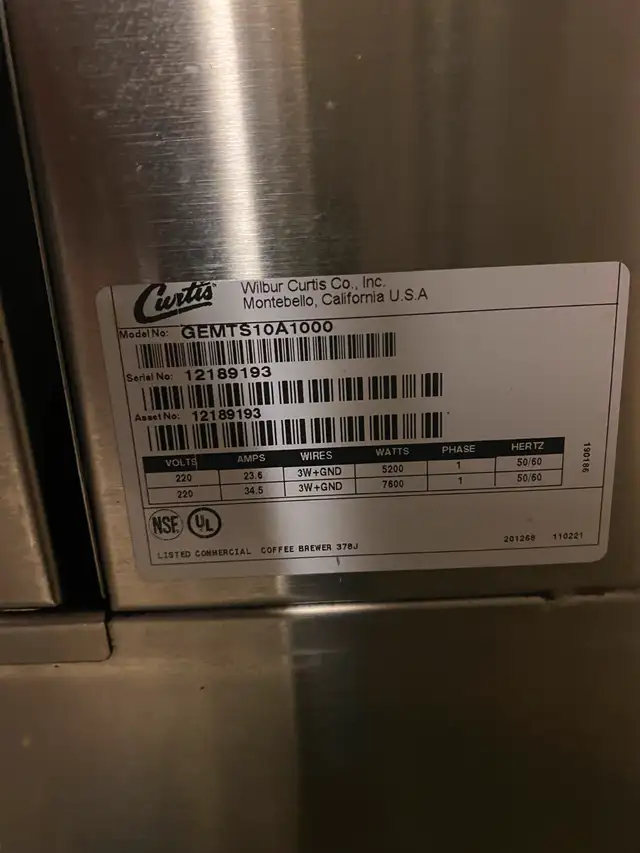 Curtis
Wilbur Curtis Co., Inc.
Montebello, California U.S.A
Model No: GEMTS10A1000
Serial No: 12189193
Asset No: 12189193
VOLTS AMPS WIRES WATTS PHASE HERTZ
220 23.6 3W+GND 5200 1 50/60
220 34.5 3W+GND 7600 1 50/60
190186
NSF UL
LISTED COMMERCIAL COFFEE BREWER 378J
201268 110221